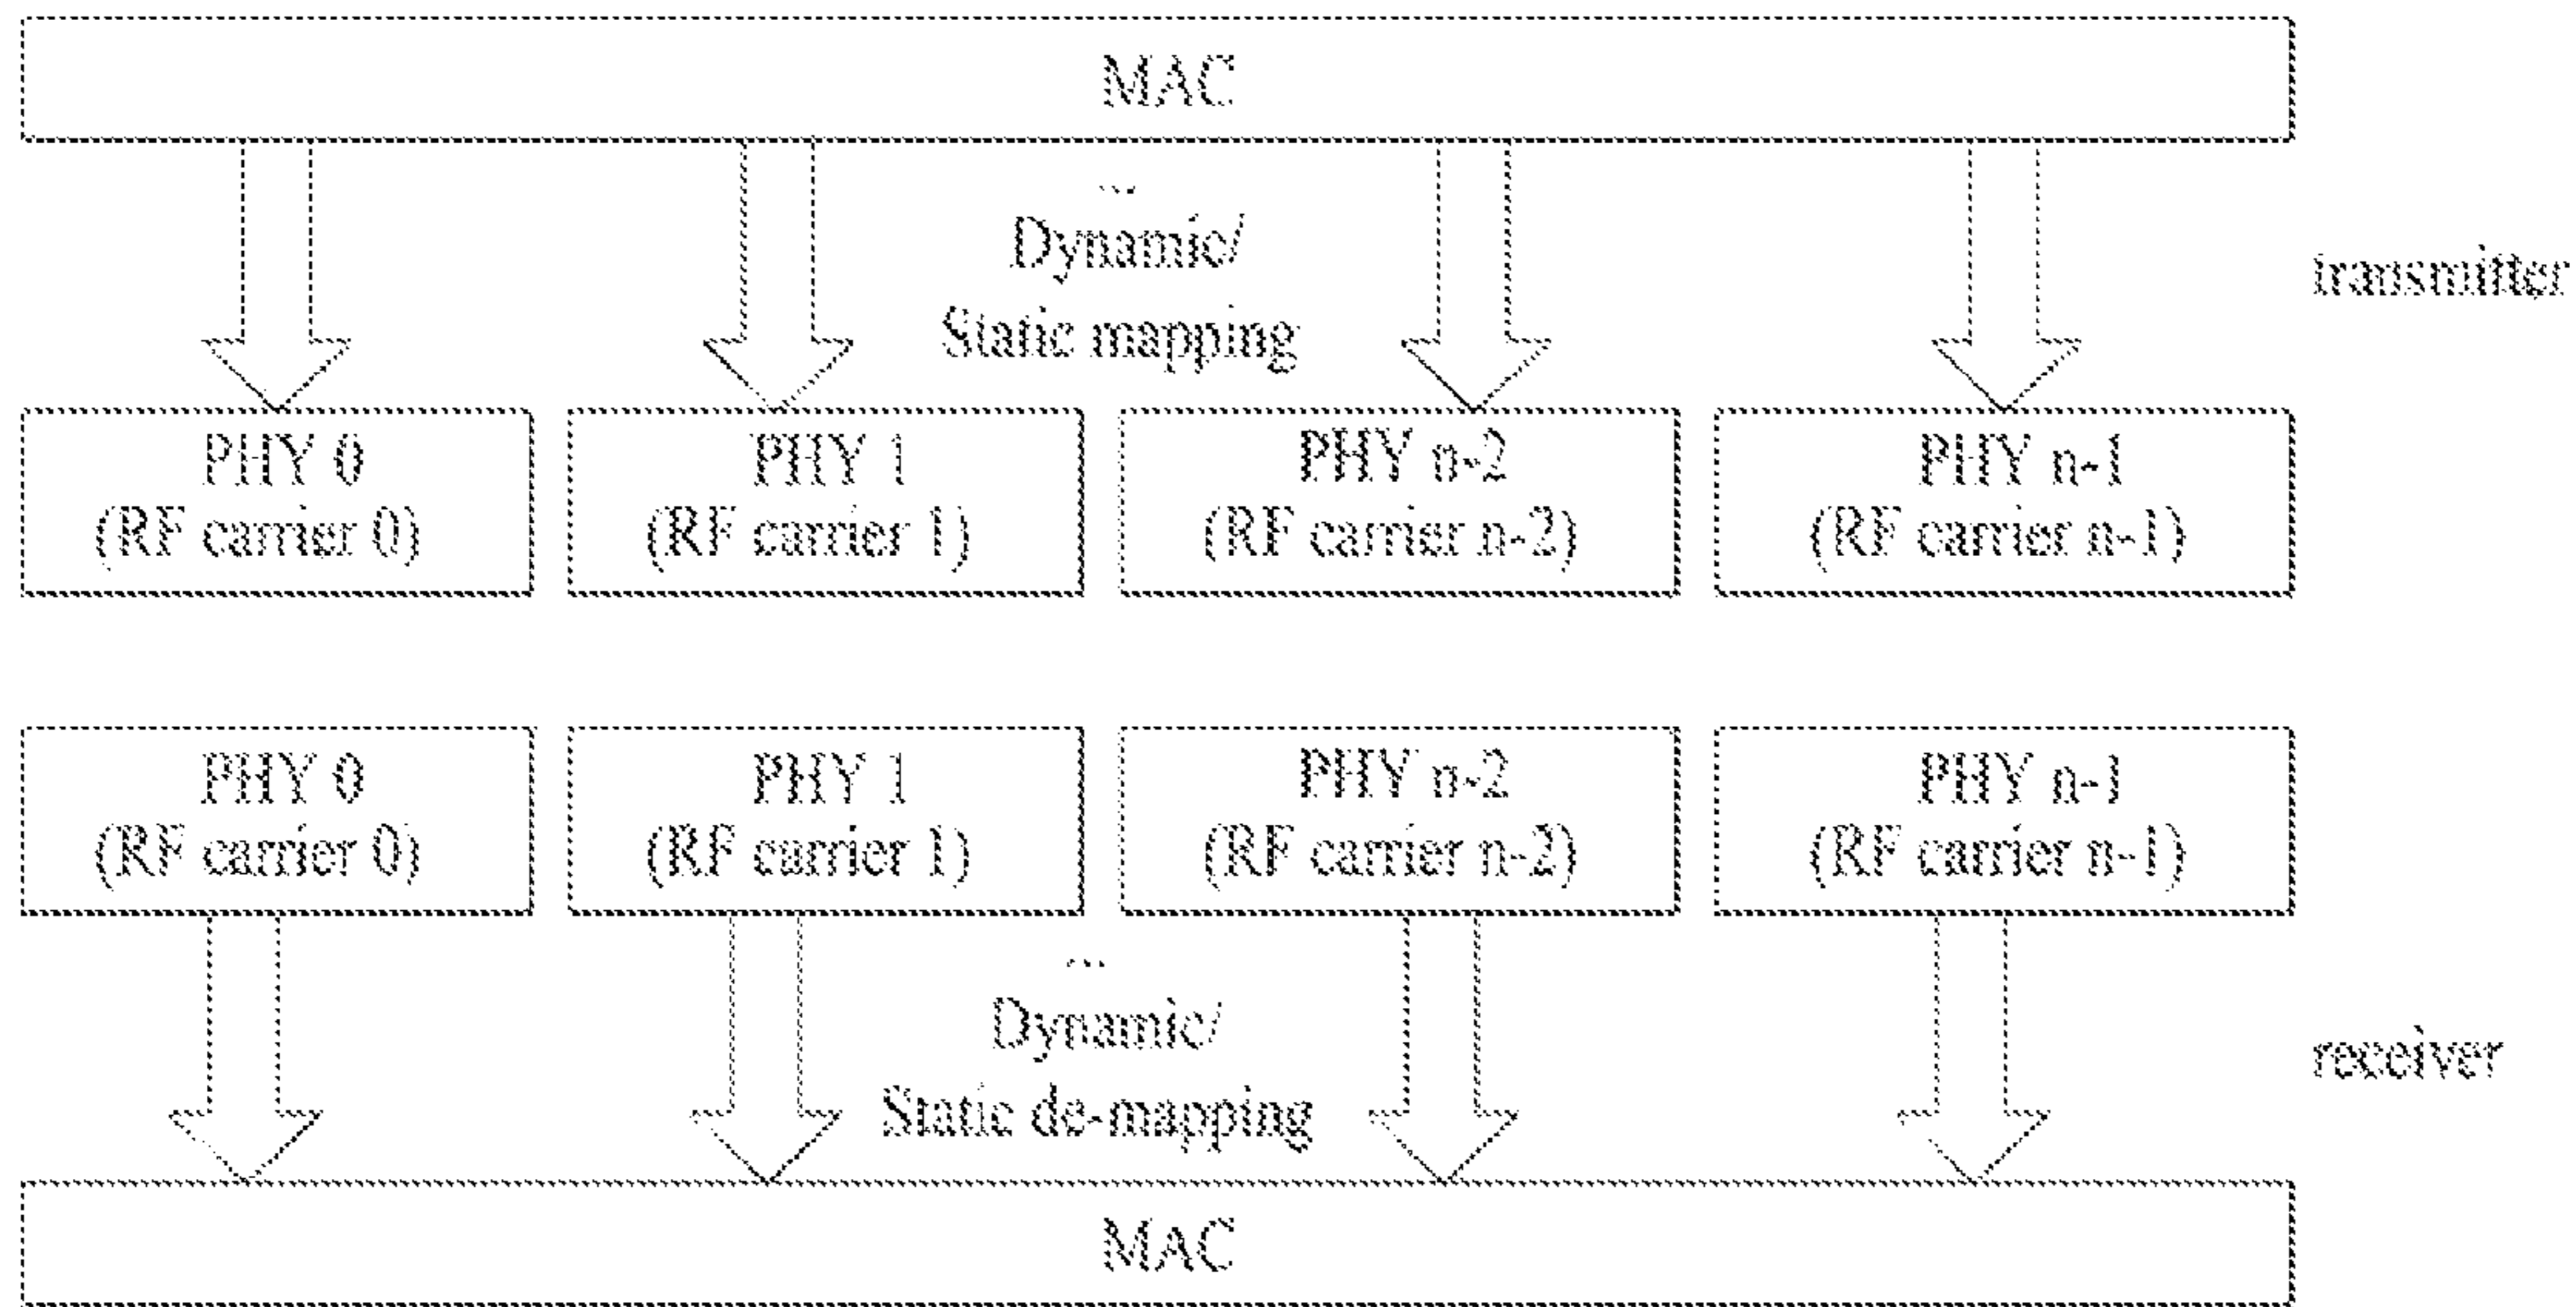 MAC
...
Dynamic/
Static mapping
transmitter
PHY 0
(RF carrier 0)
PHY 1
(RF carrier 1)
PHY n-2
(RF carrier n-2)
PHY n-1
(RF carrier n-1)
PHY 0
(RF carrier 0)
PHY 1
(RF carrier 1)
PHY n-2
(RF carrier n-2)
PHY n-1
(RF carrier n-1)
...
Dynamic/
Static de-mapping
receiver
MAC